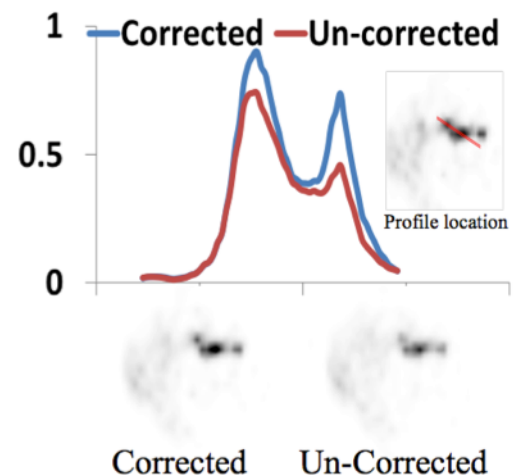 1
Corrected Un-corrected
0.5
Profile location
0
Corrected Un-Corrected